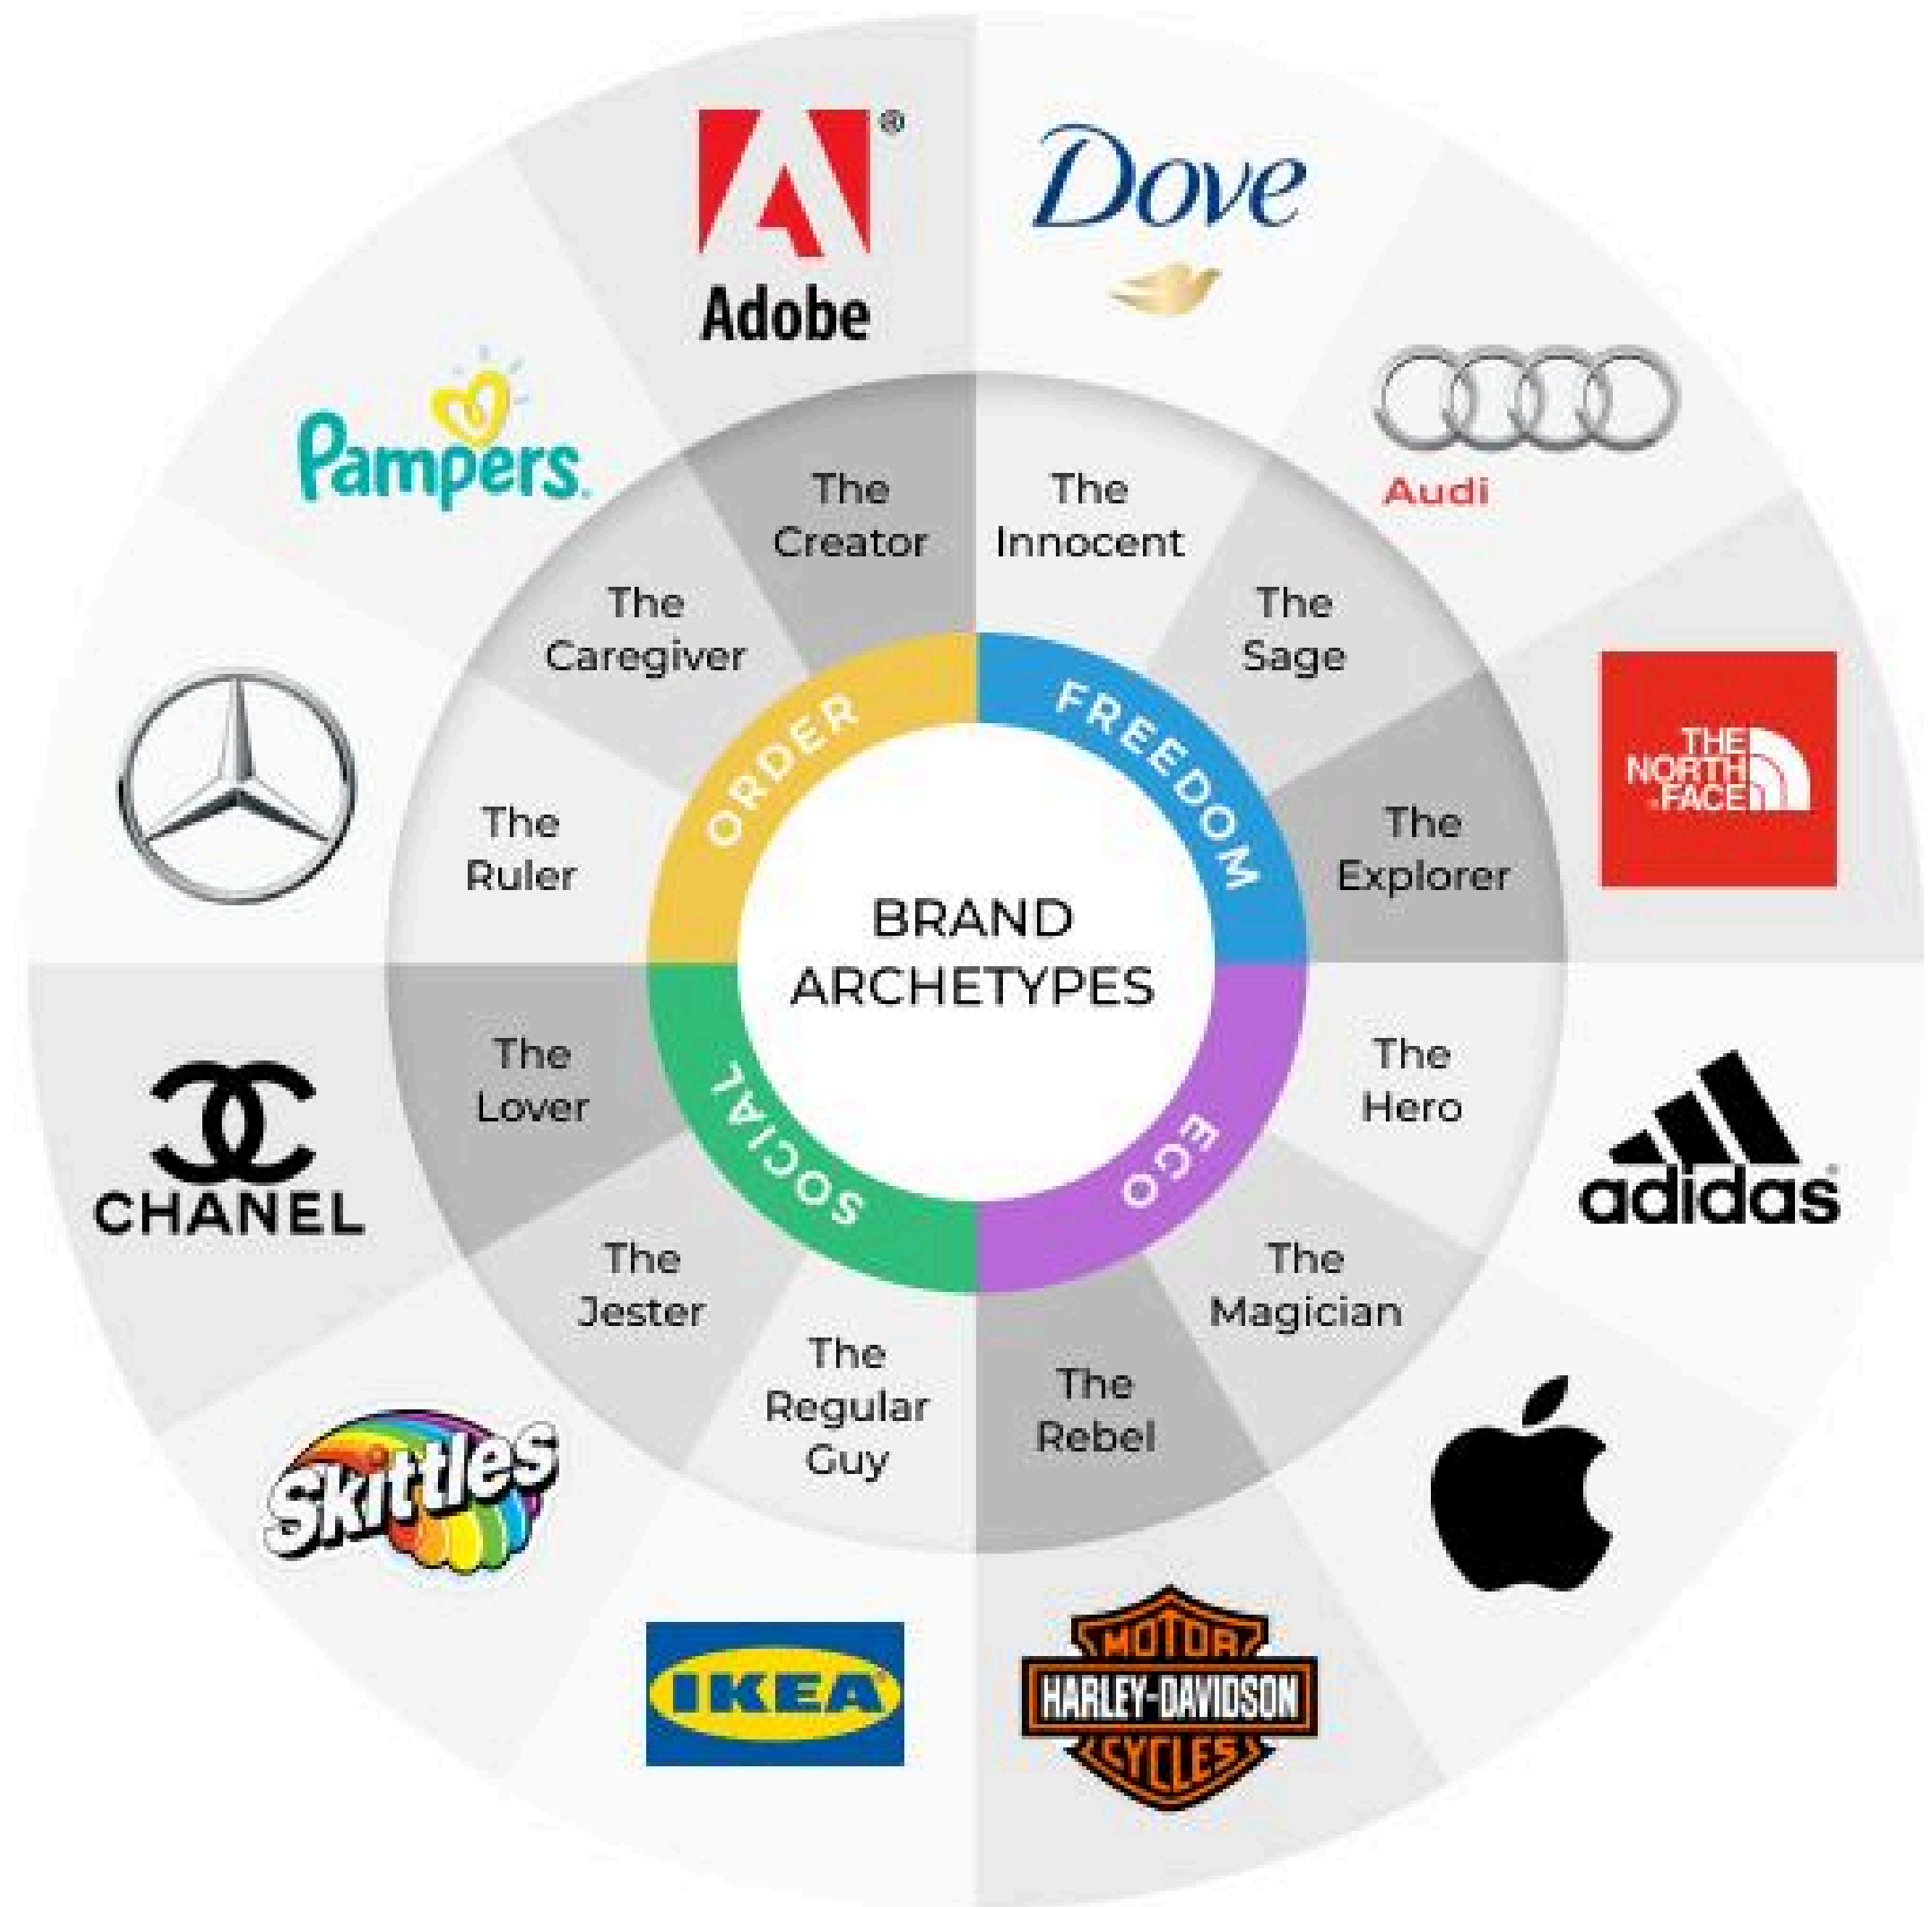 Adobe
®
Dove
Pampers
Audi
THE
NORTH
FACE
The
Creator
The
Innocent
The
Caregiver
The
Sage
The
Ruler
The
Explorer
ORDER
FREEDOM
BRAND
ARCHETYPES
SOCIAL
ECO
The
Lover
The
Hero
CHANEL
adidas
The
Jester
The
Magician
The
Regular
Guy
The
Rebel
Skittles
IKEA
MOTOR
HARLEY-DAVIDSON
CYCLES